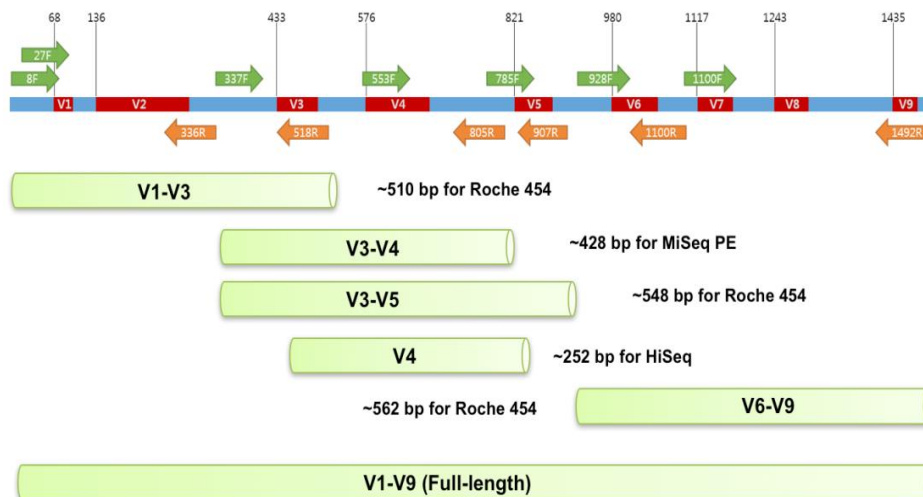 68 136 433 576 821 980 1117 1243 1435
27F
8F 337F 553F 785F 928F 1100F
V1 V2 V3 V4 V5 V6 V7 V8 V9
336R 518R 805R 907R 1100R 1492R
V1-V3 ~510 bp for Roche 454
V3-V4 ~428 bp for MiSeq PE
V3-V5 ~548 bp for Roche 454
V4 ~252 bp for HiSeq
~562 bp for Roche 454 V6-V9
V1-V9 (Full-length)